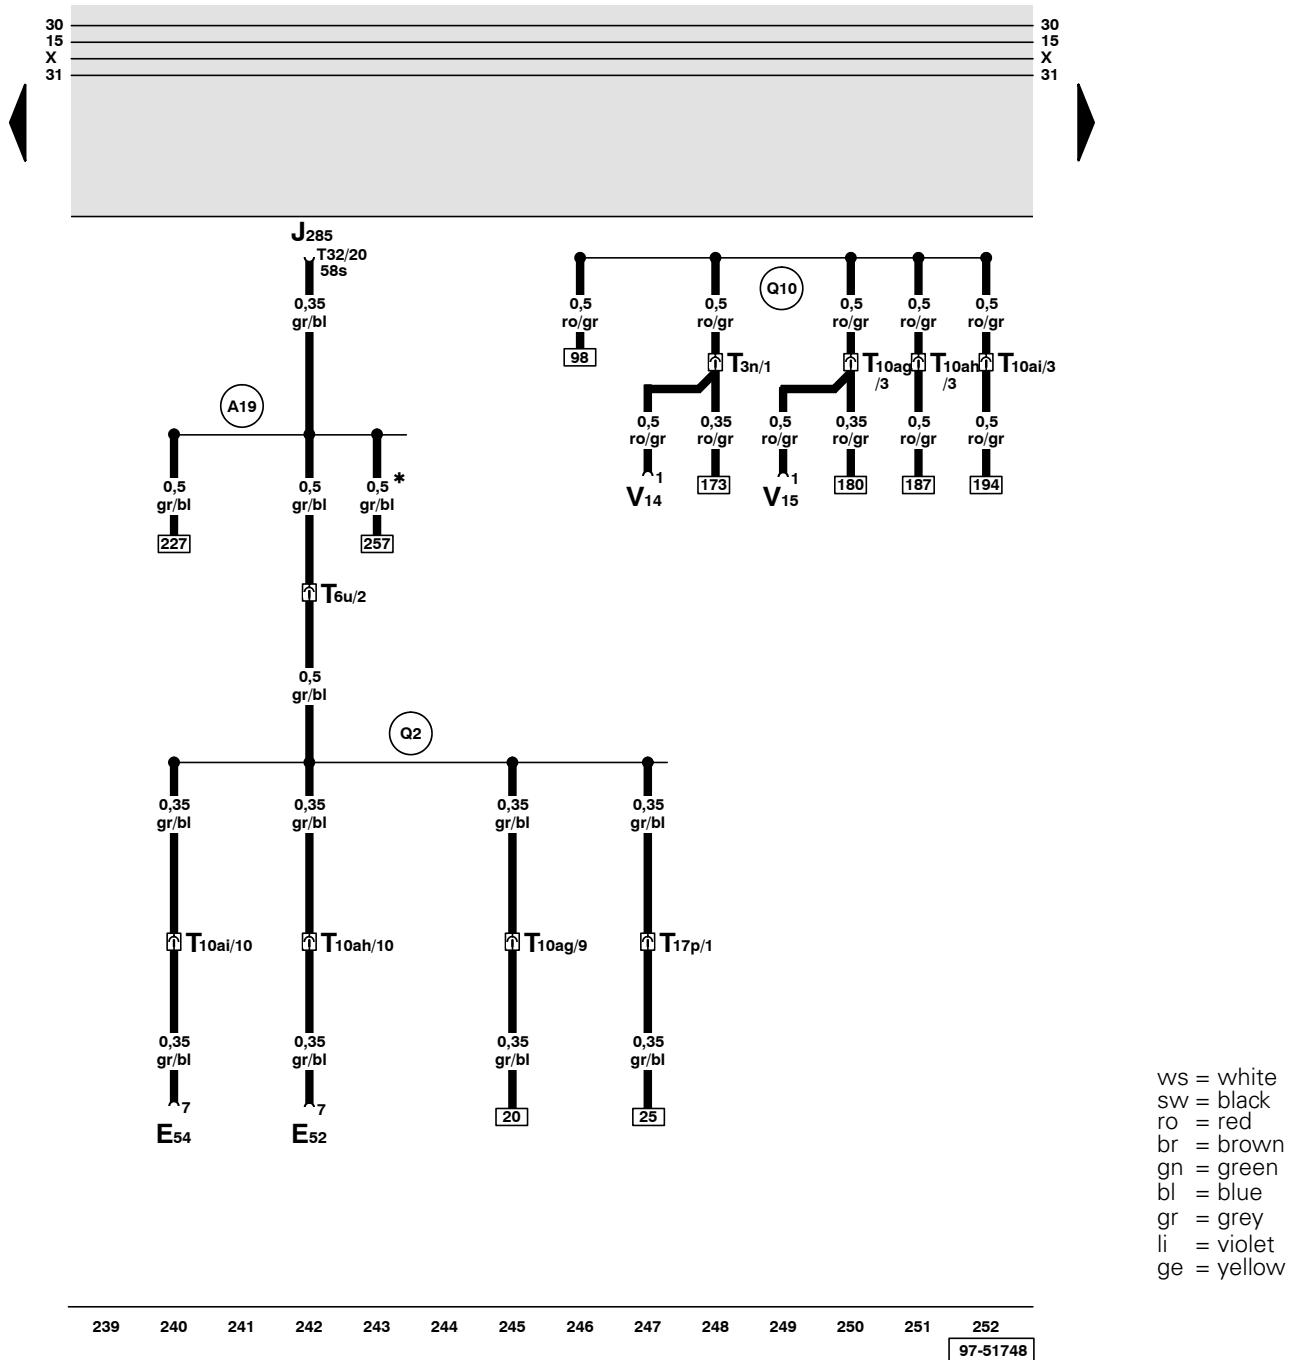 30 30
15 15
X X
31 31
J285
T32/20
58s
0,35
gr/bl
Q10
0,5 0,5 0,5 0,5 0,5
ro/gr ro/gr ro/gr ro/gr ro/gr
98
T3n/1
T10ag/3
T10ah/3
T10ai/3
A19
0,5 0,35 0,5 0,35 0,5 0,5
ro/gr ro/gr ro/gr ro/gr ro/gr ro/gr
1 1
V14 173 V15 180 187 194
0,5 0,5 0,5 *
gr/bl gr/bl gr/bl
227 257
T6u/2
0,5
gr/bl
Q2
0,35 0,35 0,35 0,35
gr/bl gr/bl gr/bl gr/bl
T10ai/10 T10ah/10 T10ag/9 T17p/1
0,35 0,35 0,35 0,35
gr/bl gr/bl gr/bl gr/bl
7 7
E54 E52 20 25
ws = white
sw = black
ro = red
br = brown
gn = green
bl = blue
gr = grey
li = violet
ge = yellow
239 240 241 242 243 244 245 246 247 248 249 250 251 252
97-51748